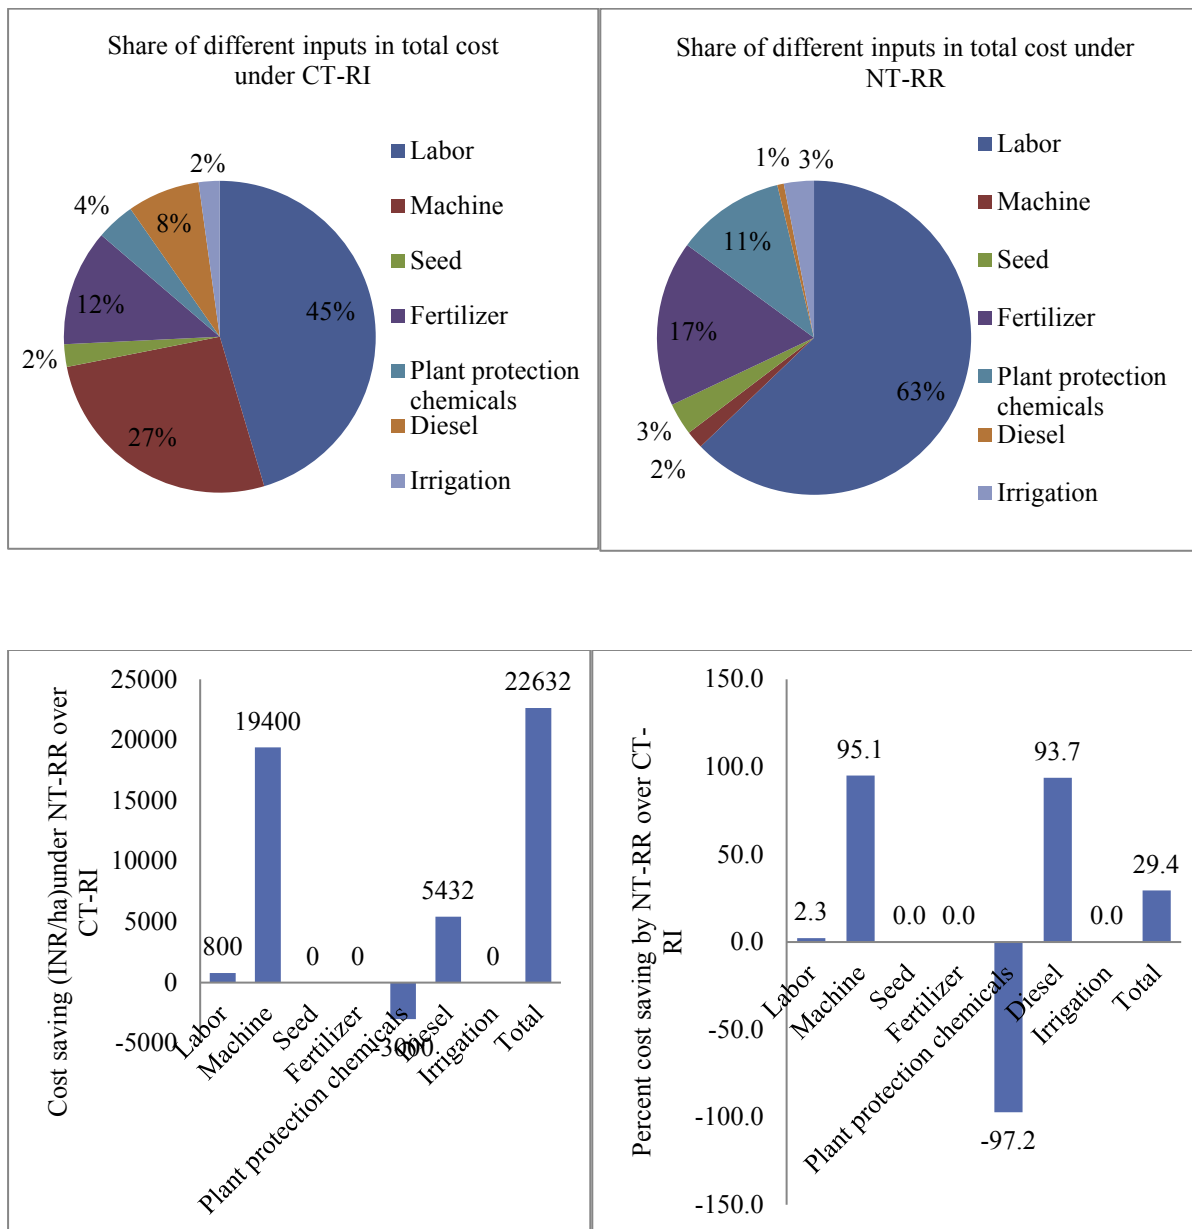 Share of different inputs in total cost
under CT-RI
2%
4%
8%
12%
45%
2%
27%
Labor
Machine
Seed
Fertilizer
Plant protection
chemicals
Diesel
Irrigation
Share of different inputs in total cost under
NT-RR
1%
3%
11%
17%
63%
3%
2%
Labor
Machine
Seed
Fertilizer
Plant protection
chemicals
Diesel
Irrigation
Cost saving (INR/ha)under NT-RR over
CT-RI
25000
20000
15000
10000
5000
0
-5000
800
19400
0
0
-3000
5432
0
22632
Labor
Machine
Seed
Fertilizer
Plant protection chemicals
Diesel
Irrigation
Total
Percent cost saving by NT-RR over CT-
RI
150.0
100.0
50.0
0.0
-50.0
-100.0
-150.0
2.3
95.1
0.0
0.0
-97.2
93.7
0.0
29.4
Labor
Machine
Seed
Fertilizer
Plant protection chemicals
Diesel
Irrigation
Total